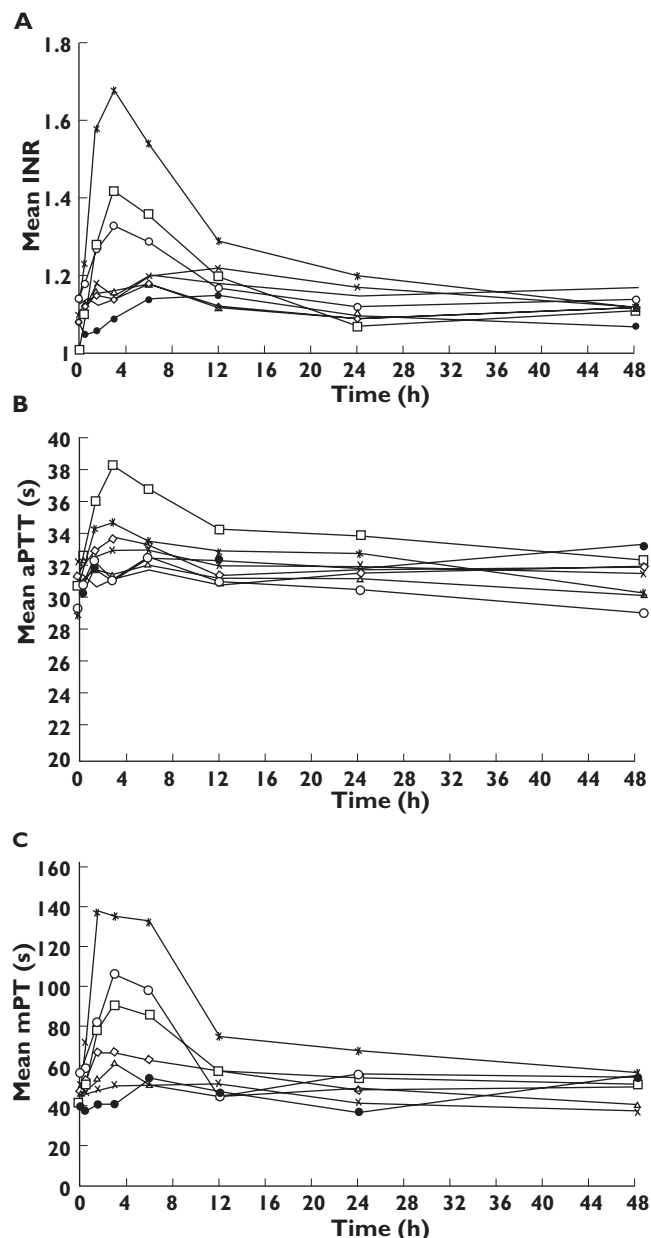 A
1.8
1.6
1.4
1.2
1
Mean INR
0 4 8 12 16 20 24 28 32 36 40 44 48
Time (h)
B
40
38
36
34
32
30
28
26
24
22
20
Mean aPTT (s)
0 4 8 12 16 20 24 28 32 36 40 44 48
Time (h)
C
160
140
120
100
80
60
40
20
0
Mean mPT (s)
0 4 8 12 16 20 24 28 32 36 40 44 48
Time (h)